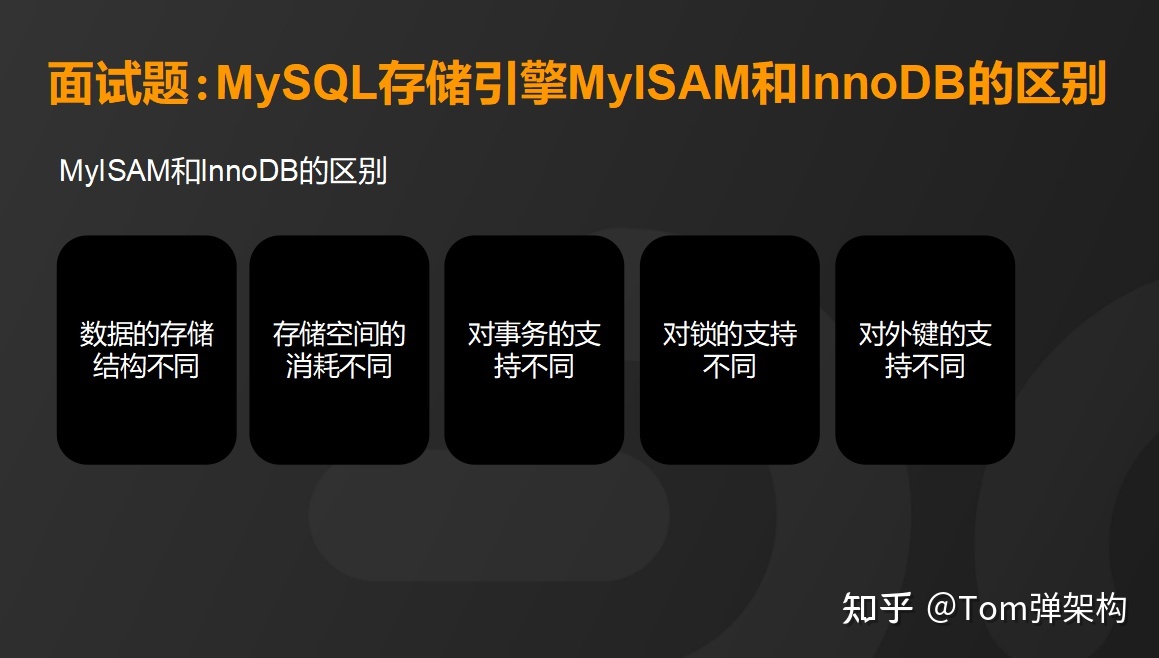 面试题:MySQL存储引擎MyISAM和InnoDB的区别
MyISAM和InnoDB的区别
数据的存储
结构不同
存储空间的
消耗不同
对事务的支
持不同
对锁的支持
不同
对外键的支
持不同
知乎 @Tom弹架构